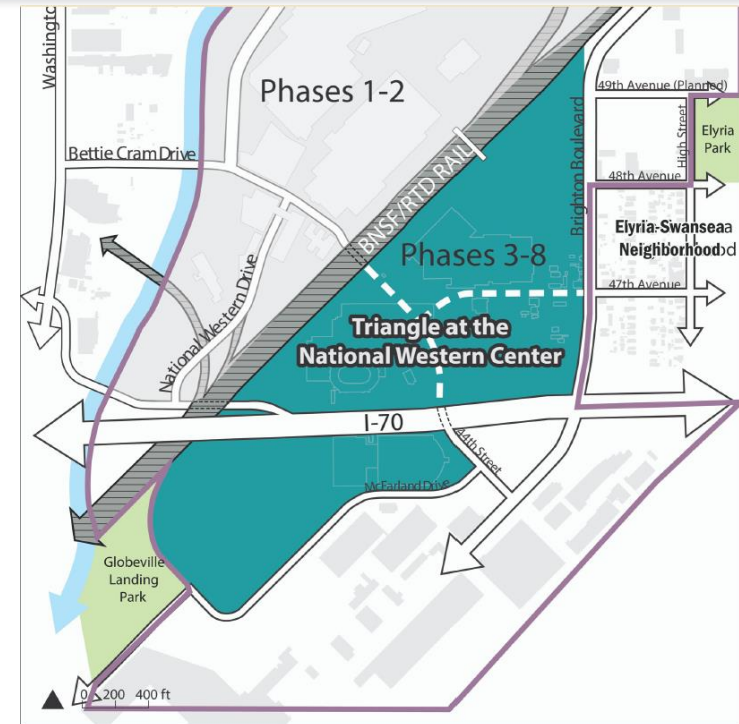 Washingto
Phases 1-2
49th Avenue (Planned)
Bettie Cram Drive
High Street
Elyria
Park
BNSF/RTD RAIL
Brighton Boulevard
48th Avenue
Elyria-Swansea
Neighborhood
Phases 3-8
National Western Drive
47th Avenue
Triangle at the
National Western Center
I-70
44th Street
McFarland Drive
Globeville
Landing
Park
0 200 400 ft